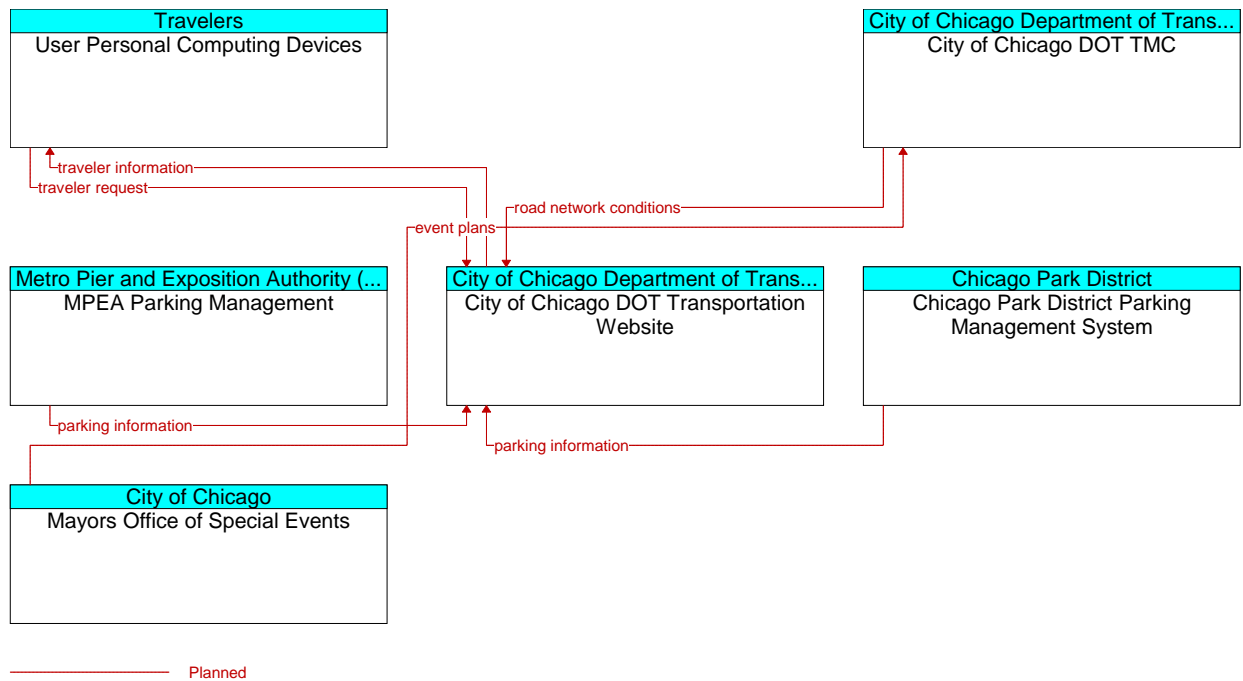 Travelers
User Personal Computing Devices
City of Chicago Department of Trans...
City of Chicago DOT TMC
traveler information
traveler request
road network conditions
event plans
Metro Pier and Exposition Authority (...
MPEA Parking Management
City of Chicago Department of Trans...
City of Chicago DOT Transportation
Website
Chicago Park District
Chicago Park District Parking
Management System
parking information
parking information
City of Chicago
Mayors Office of Special Events
Planned